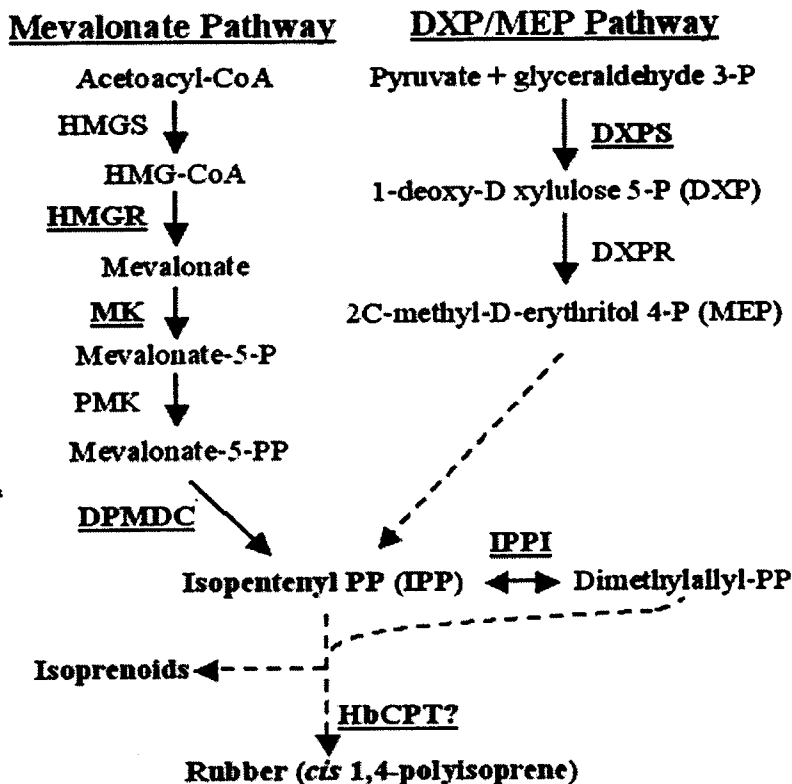 Mevalonate Pathway
Acetoacyl-CoA
HMGS
HMG-CoA
HMGR
Mevalonate
MK
Mevalonate-5-P
PMK
Mevalonate-5-PP
DPMDC
DXP/MEP Pathway
Pyruvate + glyceraldehyde 3-P
DXPS
1-deoxy-D xylulose 5-P (DXP)
DXPR
2C-methyl-D-erythritol 4-P (MEP)
IPPI
Isopentenyl PP (IPP)
Dimethylallyl-PP
Isoprenoids
HbCPT?
Rubber (cis 1,4-polyisoprene)